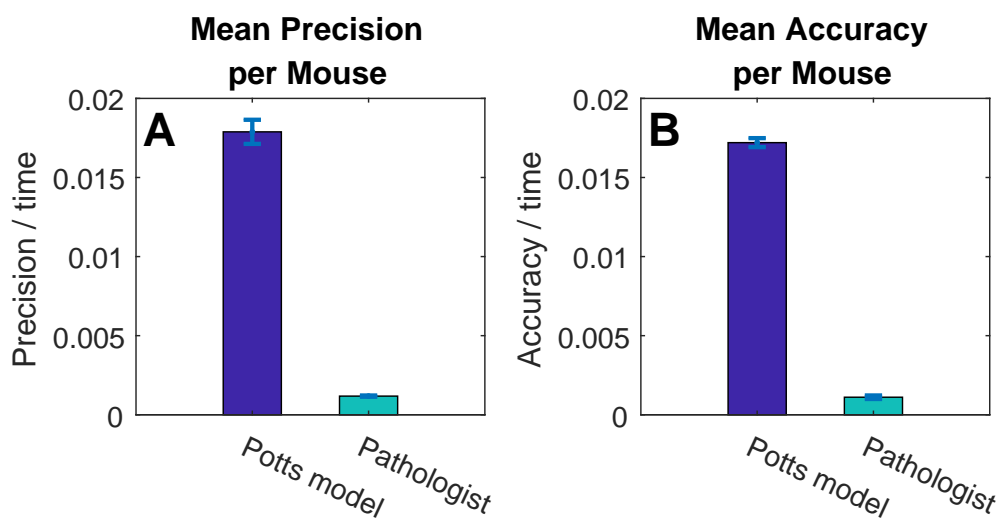 Mean Precision
per Mouse
A
0.02
0.015
0.01
0.005
0
Precision / time
Potts model
Pathologist
Mean Accuracy
per Mouse
B
0.02
0.015
0.01
0.005
0
Accuracy / time
Potts model
Pathologist